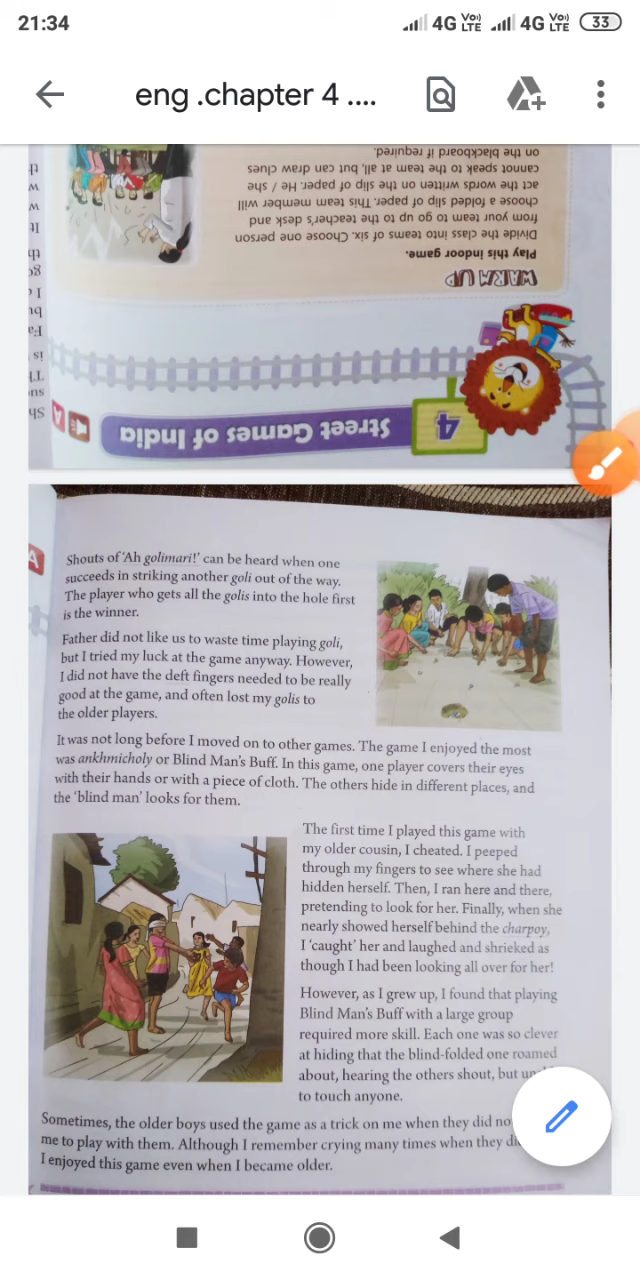 21:34
4G Vo) LTE 4G Vo) LTE 33
eng .chapter 4 ....
4 Street Games of India
A
WARM UP
Play this indoor game.
Divide the class into teams of six. Choose one person
from your team to go up to the teacher's desk and
choose a folded slip of paper. This team member will
act the words written on the slip of paper. He / she
cannot speak to the team at all, but can draw clues
on the blackboard if required.
A
Shouts of 'Ah golimari!' can be heard when one
succeeds in striking another goli out of the way.
The player who gets all the golis into the hole first
is the winner.
Father did not like us to waste time playing goli,
but I tried my luck at the game anyway. However,
I did not have the deft fingers needed to be really
good at the game, and often lost my golis to
the older players.
It was not long before I moved on to other games. The game I enjoyed the most
was ankhmicholy or Blind Man's Buff. In this game, one player covers their eyes
with their hands or with a piece of cloth. The others hide in different places, and
the 'blind man' looks for them.
The first time I played this game with
my older cousin, I cheated. I peeped
through my fingers to see where she had
hidden herself. Then, I ran here and there,
pretending to look for her. Finally, when she
nearly showed herself behind the charpoy,
I 'caught' her and laughed and shrieked as
though I had been looking all over for her!
However, as I grew up, I found that playing
Blind Man's Buff with a large group
required more skill. Each one was so clever
at hiding that the blind-folded one roamed
about, hearing the others shout, but
to touch anyone.
Sometimes, the older boys used the game as a trick on me when they did
me to play with them. Although I remember crying many times when they
I enjoyed this game even when I became older.